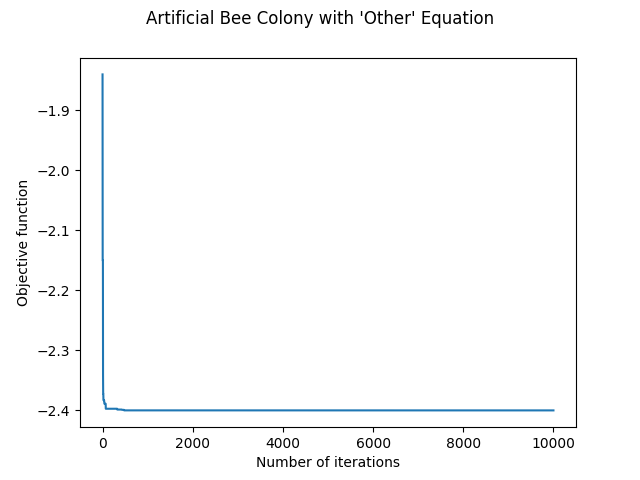 Artificial Bee Colony with 'Other' Equation
Objective function
−1.9
−2.0
−2.1
−2.2
−2.3
−2.4
0 2000 4000 6000 8000 10000
Number of iterations